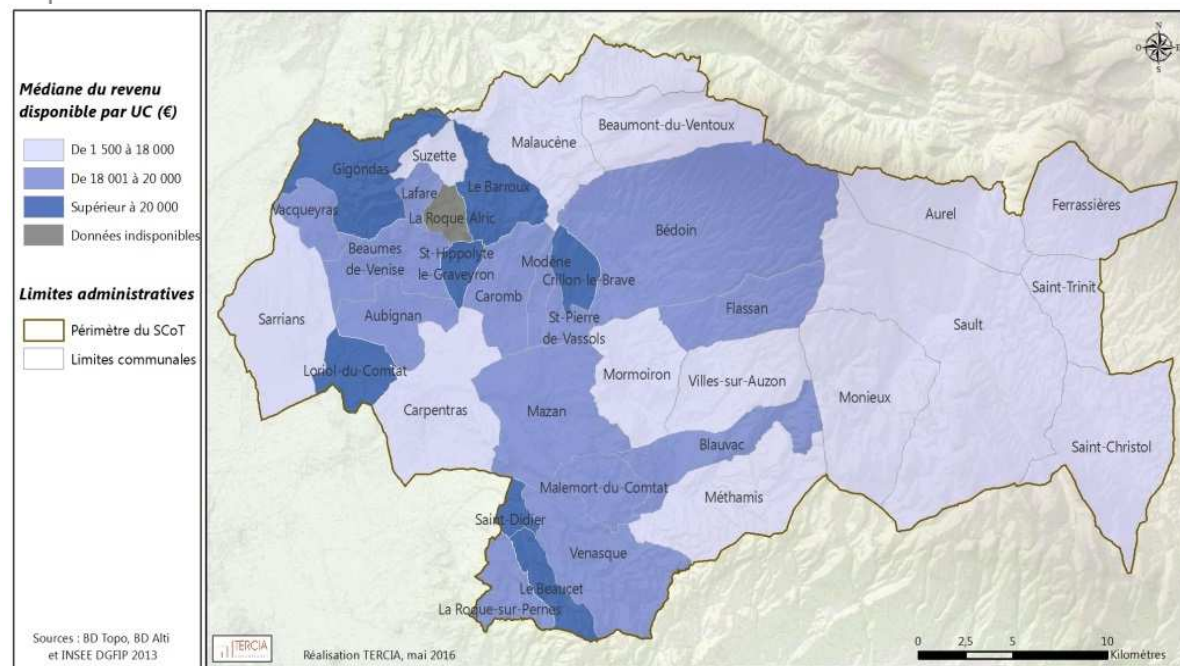 Médiane du revenu
disponible par UC (€)
De 1 500 à 18 000
De 18 001 à 20 000
Supérieur à 20 000
Données indisponibles
Limites administratives
Périmètre du SCoT
Limites communales
Sources : BD Topo, BD Alti
et INSEE DGFIP 2013
N
O
E
S
Beaumont-du-Ventoux
Malaucène
Suzette
Gigondas
Le Barroux
Lafare
La Roque-Alric
Vacqueyras
Ferrassières
Aurel
Bédoin
Beaumes
de-Venise
St-Hippolyte
le-Graveyron
Modène
Crillon-le-Brave
Saint-Trinit
Caromb
Flassan
Sarrians
Aubignan
St-Pierre
de-Vassols
Sault
Loriol-du-Comtat
Mormoiron
Villes-sur-Auzon
Carpentras
Mazan
Monieux
Blauvac
Saint-Christol
Malemort-du-Comtat
Méthamis
Saint-Didier
Venasque
Le Beaucet
La Roque-sur-Pernes
TERCIA
Réalisation TERCIA, mai 2016
0 2,5 5 10
Kilomètres